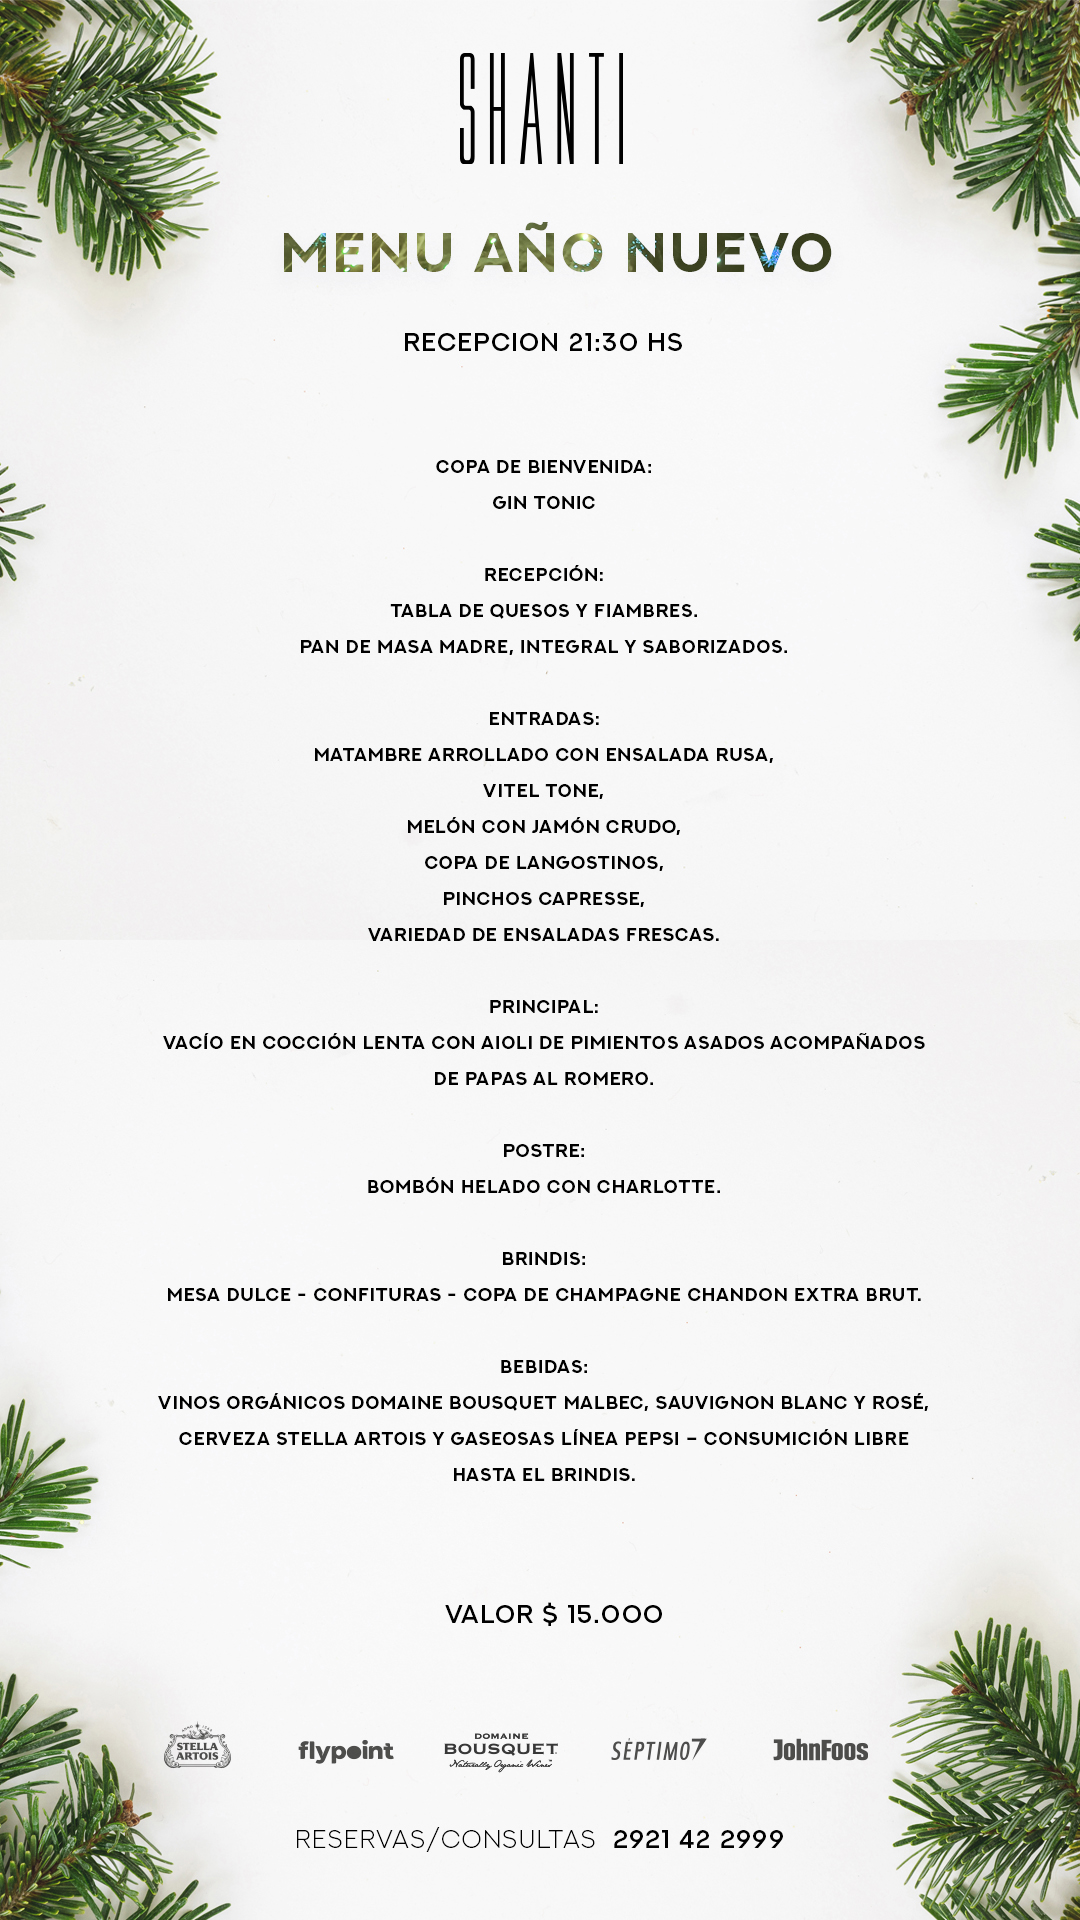 SHANTI
MENU AÑO NUEVO
RECEPCION 21:30 HS
COPA DE BIENVENIDA:
GIN TONIC
RECEPCIÓN:
TABLA DE QUESOS Y FIAMBRES.
PAN DE MASA MADRE, INTEGRAL Y SABORIZADOS.
ENTRADAS:
MATAMBRE ARROLLADO CON ENSALADA RUSA,
VITEL TONE,
MELÓN CON JAMÓN CRUDO,
COPA DE LANGOSTINOS,
PINCHOS CAPRESSE,
VARIEDAD DE ENSALADAS FRESCAS.
PRINCIPAL:
VACÍO EN COCCIÓN LENTA CON AIOLI DE PIMIENTOS ASADOS ACOMPAÑADOS
DE PAPAS AL ROMERO.
POSTRE:
BOMBÓN HELADO CON CHARLOTTE.
BRINDIS:
MESA DULCE - CONFITURAS - COPA DE CHAMPAGNE CHANDON EXTRA BRUT.
BEBIDAS:
VINOS ORGÁNICOS DOMAINE BOUSQUET MALBEC, SAUVIGNON BLANC Y ROSÉ,
CERVEZA STELLA ARTOIS Y GASEOSAS LÍNEA PEPSI – CONSUMICIÓN LIBRE
HASTA EL BRINDIS.
VALOR $ 15.000
STELLA
ARTOIS
flypoint
DOMAINE
BOUSQUET
Naturally Organic Wines
SÉPTIMO7
JohnFoos
RESERVAS/CONSULTAS 2921 42 2999